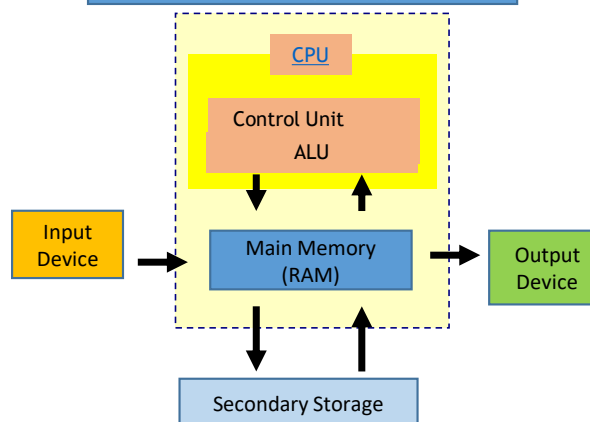 CPU
Control Unit
ALU
Input
Device
Main Memory
(RAM)
Output
Device
Secondary Storage